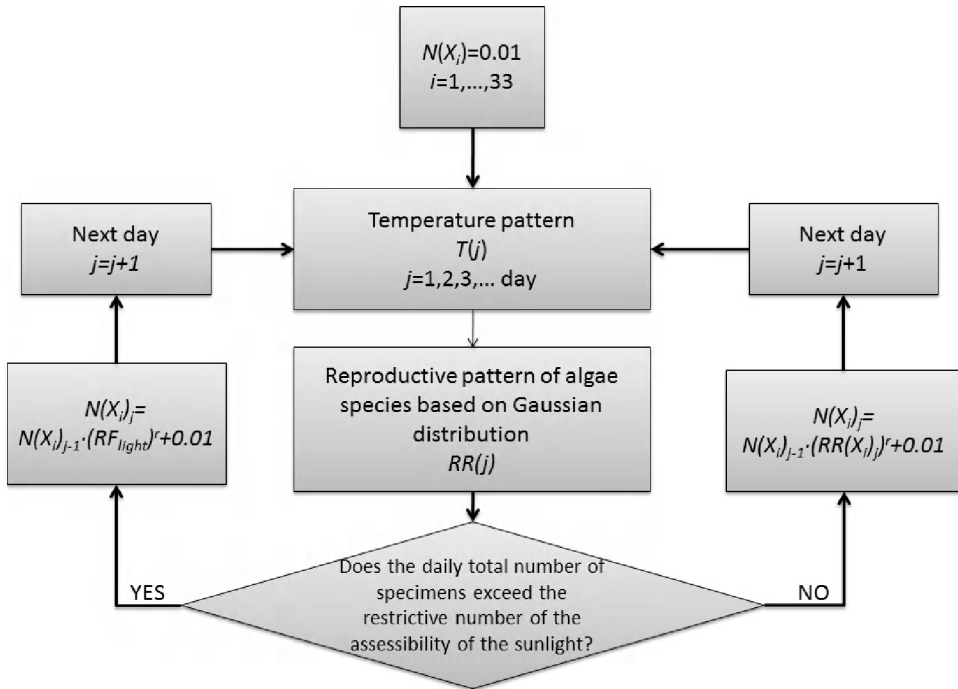 N(Xi)=0.01
i=1,...,33
Temperature pattern
T(j)
j=1,2,3,... day
Next day
j=j+1
Next day
j=j+1
Reproductive pattern of algae
species based on Gaussian
distribution
RR(j)
N(Xi)j=
N(Xi)j-1·(RFlight)r+0.01
N(Xi)j=
N(Xi)j-1·(RR(Xi)j)r+0.01
Does the daily total number of
specimens exceed the
restrictive number of the
assessibility of the sunlight?
YES
NO